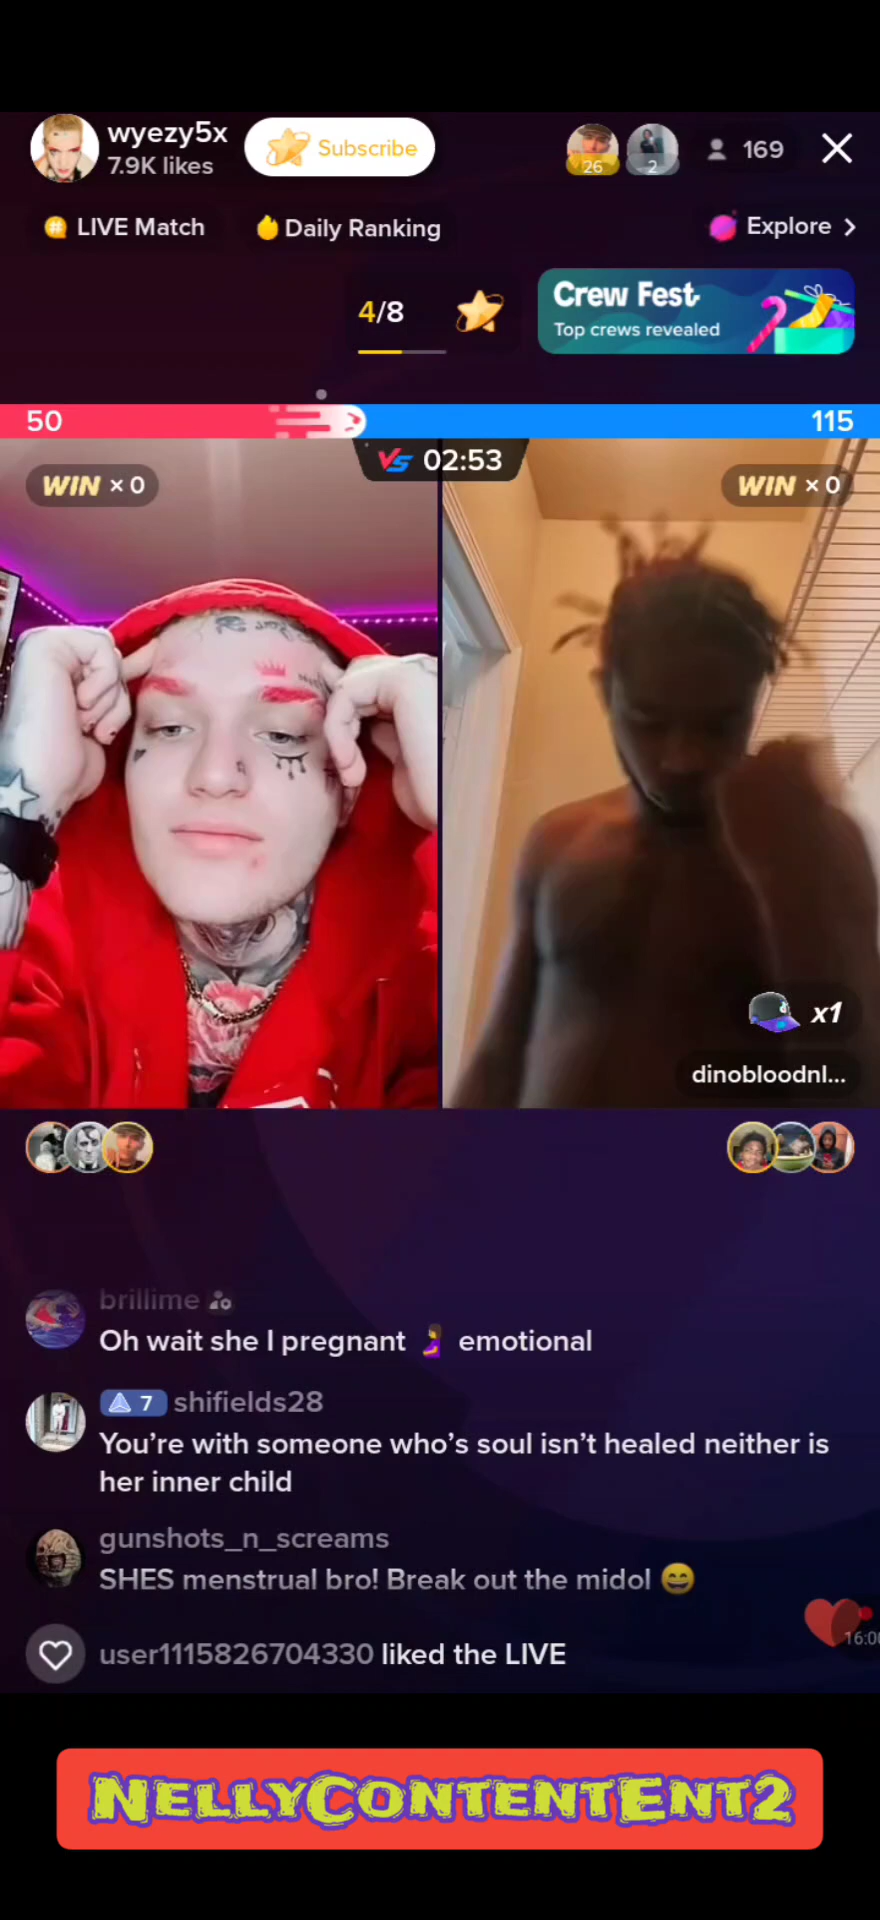 wyezy5x
7.9K likes
Subscribe
26
2
169
LIVE Match
Daily Ranking
Explore
4/8
Crew Fest
Top crews revealed
50
115
VS 02:53
WIN × 0
WIN × 0
x1
dinobloodnl...
brillime
Oh wait she I pregnant 🤰 emotional
7 shifields28
You're with someone who's soul isn't healed neither is
her inner child
gunshots_n_screams
SHES menstrual bro! Break out the midol 😄
user1115826704330 liked the LIVE
NELLYCONTENTENT2